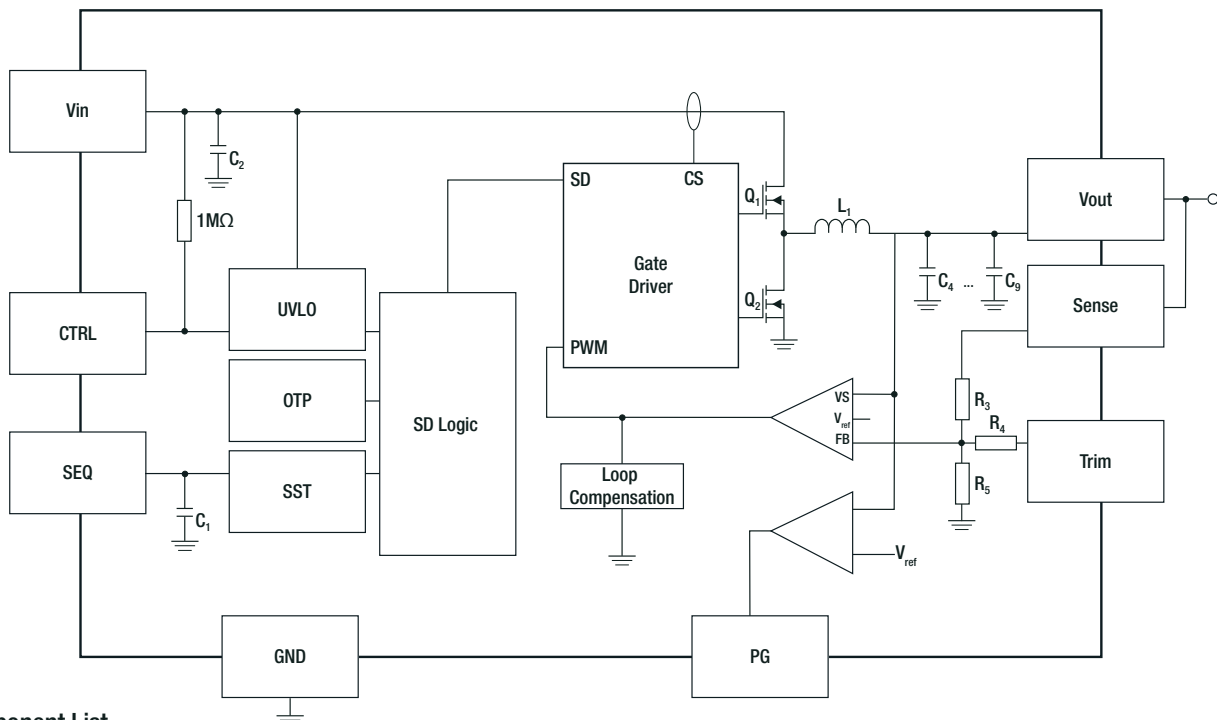 Vin
C2
1MΩ
CTRL
UVLO
OTP
SEQ
SST
C1
SD Logic
SD
CS
Gate
Driver
PWM
Q1
Q2
L1
Vout
C4 ... C9
Sense
VS
Vref
FB
R3
R4
R5
Trim
Loop
Compensation
Vref
GND
PG